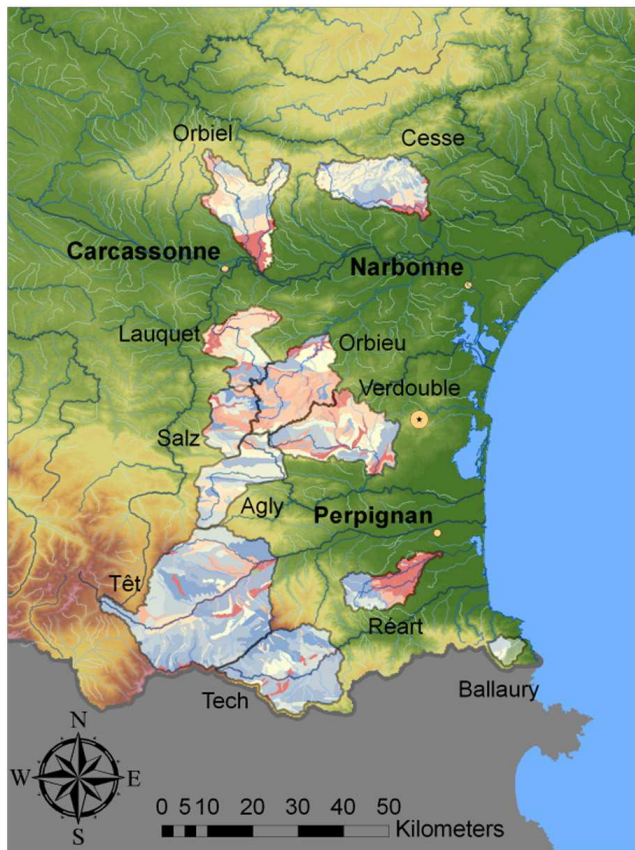 Orbiel
Cesse
Carcassonne
Narbonne
Lauquet
Orbieu
Verdouble
Salz
Agly
Perpignan
Têt
Réart
Tech
Ballaury
N
W E
S
0 5 10 20 30 40 50
Kilometers